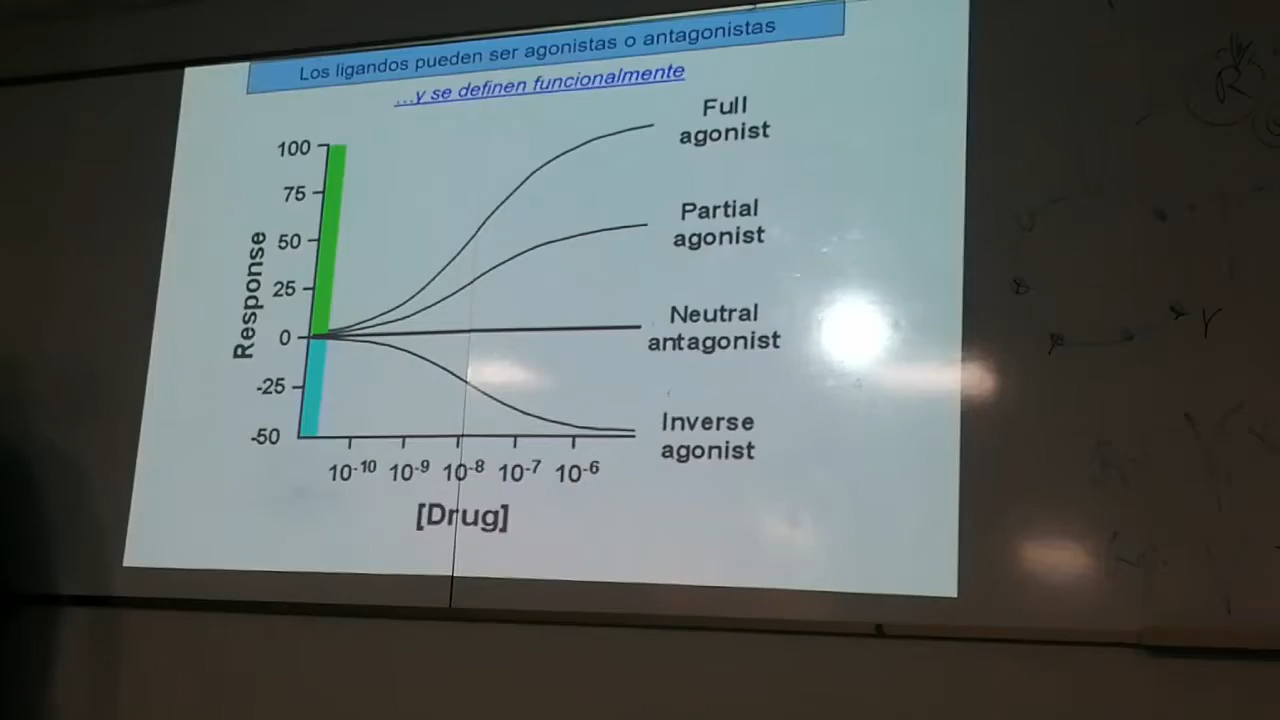 Los ligandos pueden ser agonistas o antagonistas
...y se definen funcionalmente
Full
agonist
100
75
Partial
agonist
50
Response
25
Neutral
antagonist
0
-25
Inverse
agonist
-50
10-10 10-9 10-8 10-7 10-6
[Drug]
R
r